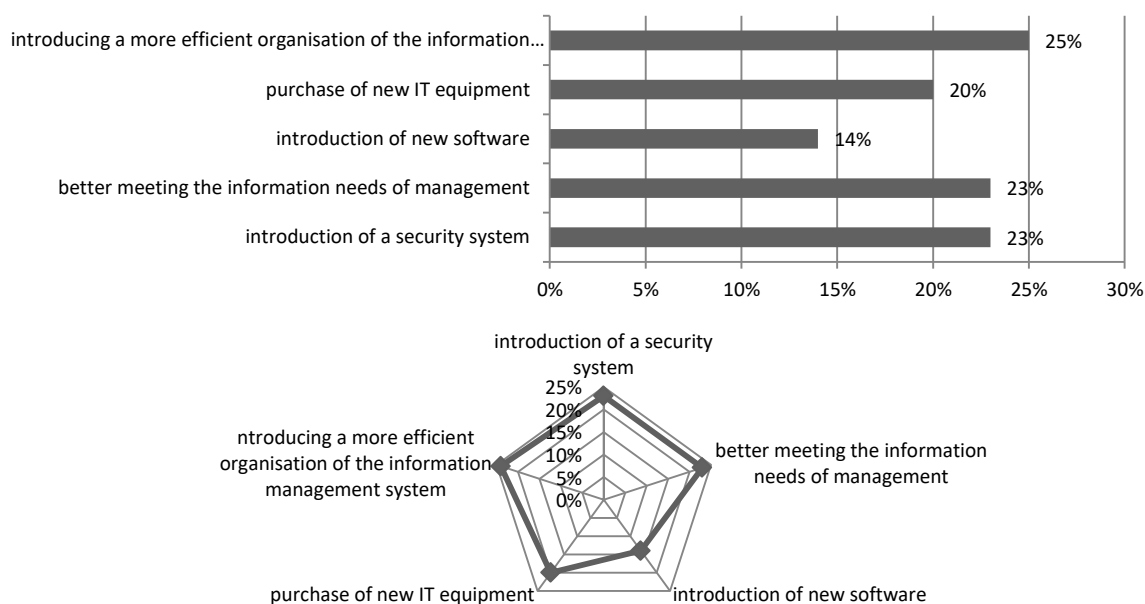 introducing a more efficient organisation of the information...
25%
purchase of new IT equipment
20%
introduction of new software
14%
better meeting the information needs of management
23%
introduction of a security system
23%
0% 5% 10% 15% 20% 25% 30%
introduction of a security
system
25%
20%
15%
10%
5%
0%
ntroducing a more efficient
organisation of the information
management system
better meeting the information
needs of management
purchase of new IT equipment
introduction of new software